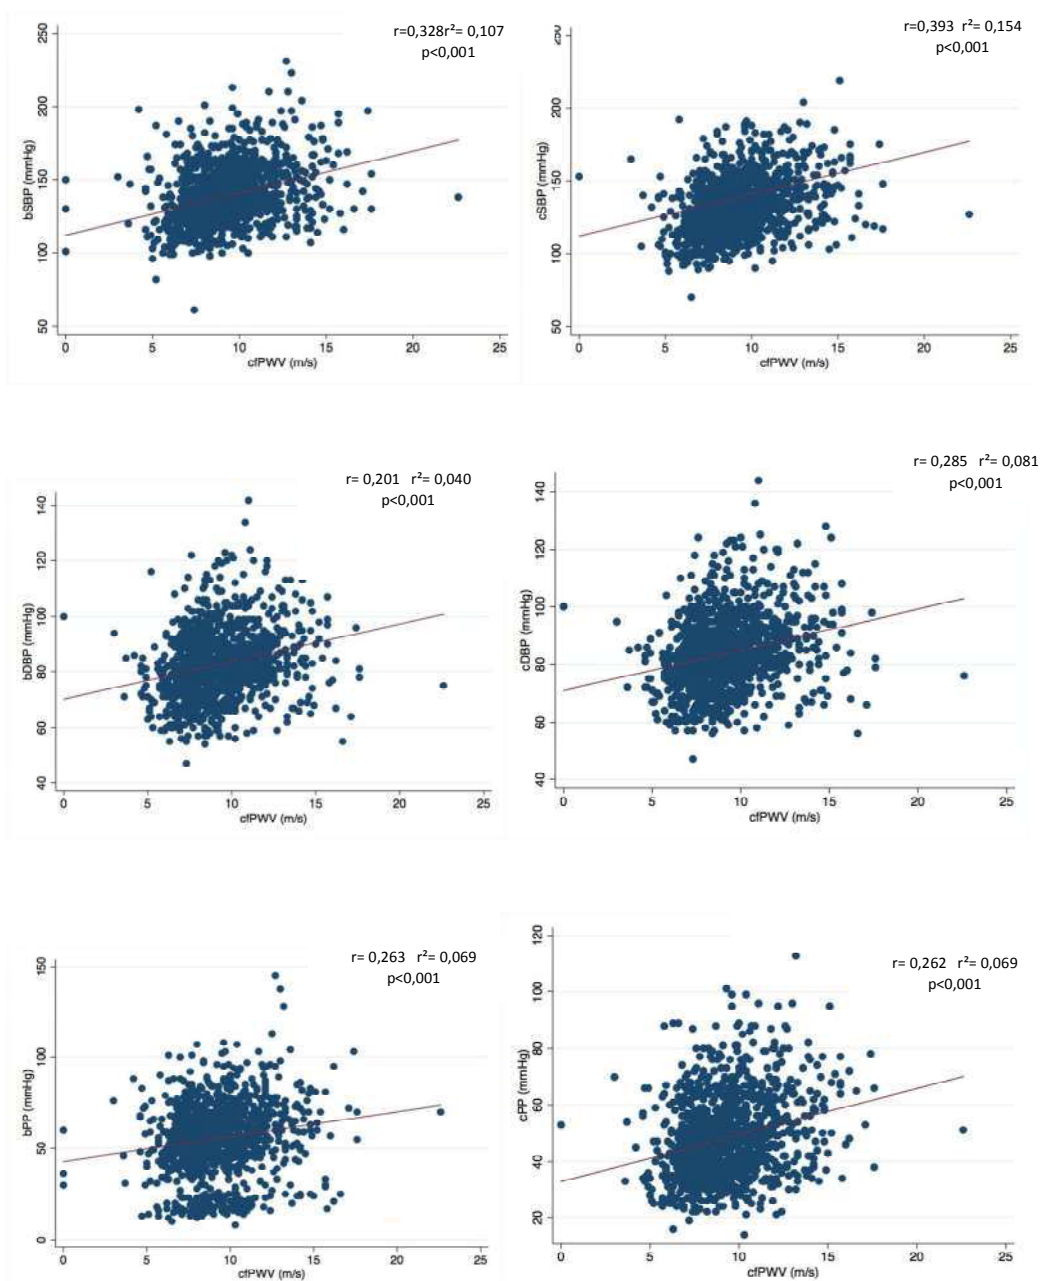 r=0,328r²= 0,107
p<0,001
250
200
150
100
50
bSBP (mmHg)
0 5 10 15 20 25
cfPWV (m/s)
r=0,393 r²= 0,154
p<0,001
200
150
100
50
cSBP (mmHg)
0 5 10 15 20 25
cfPWV (m/s)
r= 0,201 r²= 0,040
p<0,001
140
120
100
80
60
40
bDBP (mmHg)
0 5 10 15 20 25
cfPWV (m/s)
r= 0,285 r²= 0,081
p<0,001
140
120
100
80
60
40
cDBP (mmHg)
0 5 10 15 20 25
cfPWV (m/s)
r= 0,263 r²= 0,069
p<0,001
150
100
50
0
bPP (mmHg)
0 5 10 15 20 25
cfPWV (m/s)
r= 0,262 r²= 0,069
p<0,001
120
100
80
60
40
20
cPP (mmHg)
0 5 10 15 20 25
cfPWV (m/s)